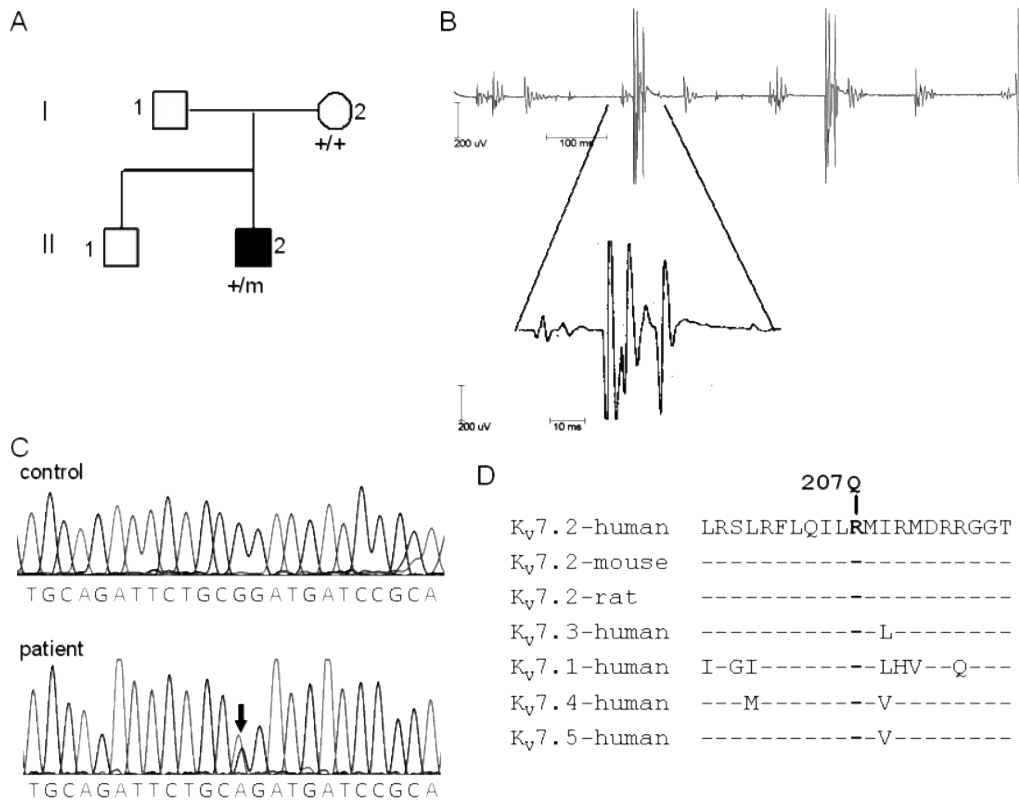 A
B
I
1
2
+/+
II
1
2
+/m
200 uV
100 ms
200 uV
10 ms
C
control
TGCAGATTCTGCGGATGATCCGCA
patient
TGCAGATTCTGCAGATGATCCGCA
D
207Q
Kv7.2-human LRSLRFLQILRMIRMDRRGGT
Kv7.2-mouse ---------------------
Kv7.2-rat ---------------------
Kv7.3-human ------------L--------
Kv7.1-human I-GI--------LHV--Q---
Kv7.4-human ---M--------V--------
Kv7.5-human ------------V--------